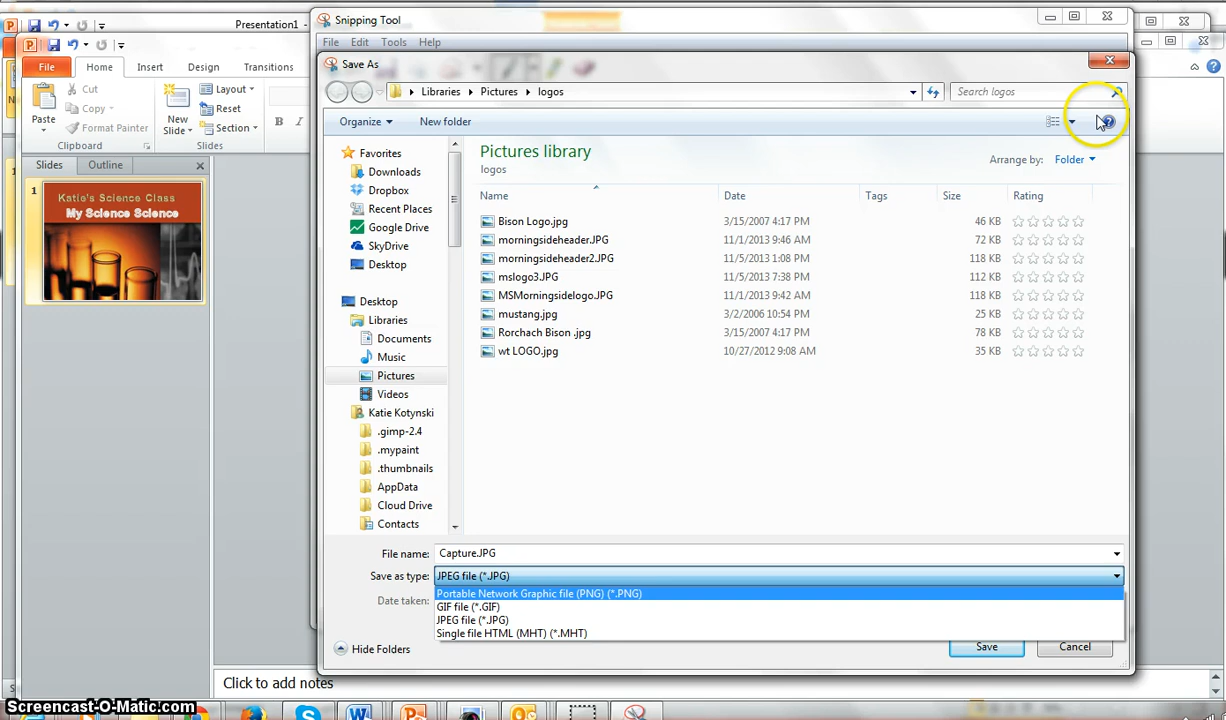 Presentation1 -
Snipping Tool
File Edit Tools Help
Save As
File Home Insert Design Transitions
Libraries Pictures logos
Search logos
Cut
Copy
Format Painter
Paste
Clipboard
New
Slide
Layout
Reset
Section
Slides
B I
Organize New folder
Slides Outline
1
Katie's Science Class
My Science Science
Favorites
Downloads
Dropbox
Recent Places
Google Drive
SkyDrive
Desktop
Desktop
Libraries
Documents
Music
Pictures
Videos
Katie Kotynski
.gimp-2.4
.mypaint
.thumbnails
AppData
Cloud Drive
Contacts
Pictures library
logos
Arrange by: Folder
Name Date Tags Size Rating
Bison Logo.jpg 3/15/2007 4:17 PM 46 KB
morningsideheader.JPG 11/1/2013 9:46 AM 72 KB
morningsideheader2.JPG 11/5/2013 1:08 PM 118 KB
mslogo3.JPG 11/5/2013 7:38 PM 112 KB
MSMorningsidelogo.JPG 11/1/2013 9:42 AM 118 KB
mustang.jpg 3/2/2006 10:54 PM 25 KB
Rorchach Bison .jpg 3/15/2007 4:17 PM 78 KB
wt LOGO.jpg 10/27/2012 9:08 AM 35 KB
File name: Capture.JPG
Save as type: JPEG file (*.JPG)
Date taken:
Portable Network Graphic file (PNG) (*.PNG)
GIF file (*.GIF)
JPEG file (*.JPG)
Single file HTML (MHT) (*.MHT)
Hide Folders
Save Cancel
Click to add notes
Screencast-O-Matic.com